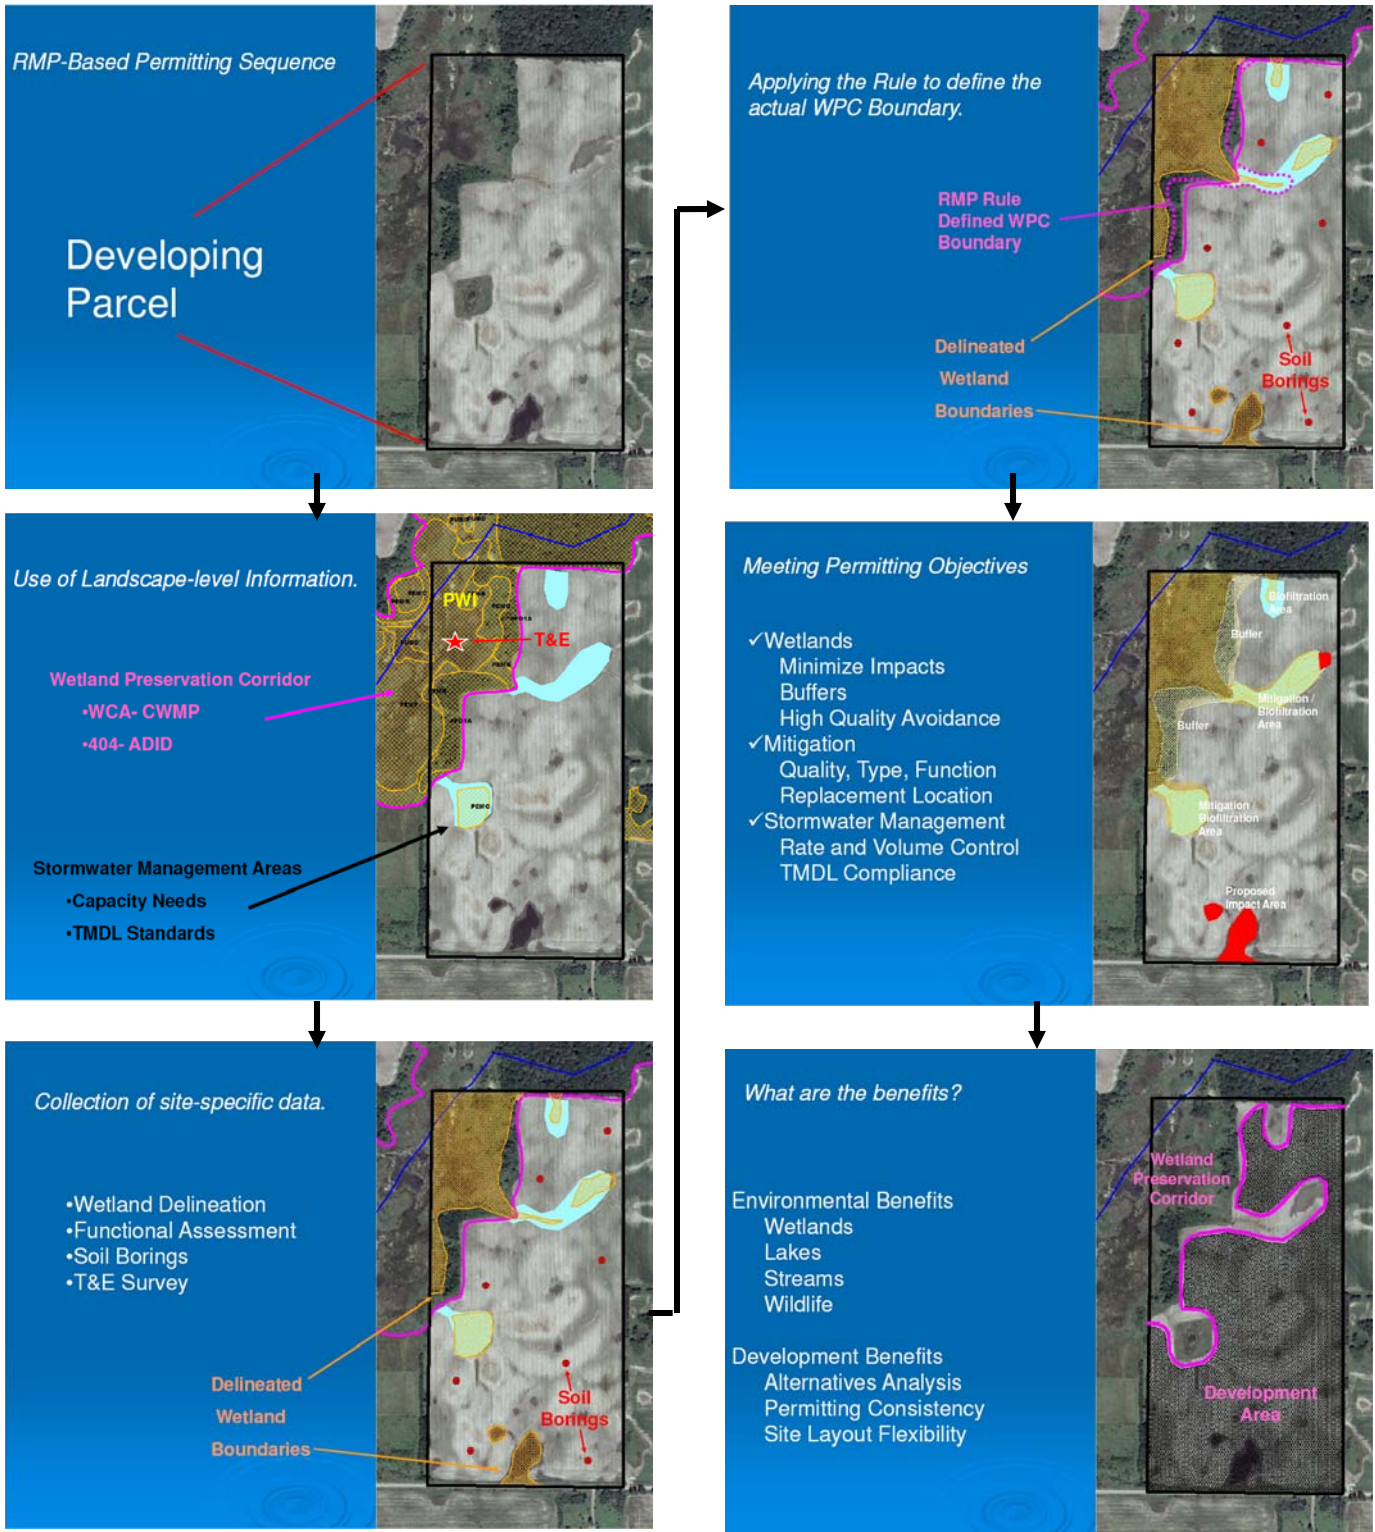 RMP-Based Permitting Sequence
Developing
Parcel
Use of Landscape-level Information.
Wetland Preservation Corridor
•WCA- CWMP
•404- ADID
Stormwater Management Areas
•Capacity Needs
•TMDL Standards
PWI
T&E
PEMC
Collection of site-specific data.
•Wetland Delineation
•Functional Assessment
•Soil Borings
•T&E Survey
Delineated
Wetland
Boundaries
Soil
Borings
Applying the Rule to define the
actual WPC Boundary.
RMP Rule
Defined WPC
Boundary
Delineated
Wetland
Boundaries
Soil
Borings
Meeting Permitting Objectives
✓Wetlands
Minimize Impacts
Buffers
High Quality Avoidance
✓Mitigation
Quality, Type, Function
Replacement Location
✓Stormwater Management
Rate and Volume Control
TMDL Compliance
Biofiltration
Area
Buffer
Mitigation /
Biofiltration
Area
Buffer
Mitigation /
Biofiltration
Area
Proposed
Impact Area
What are the benefits?
Environmental Benefits
Wetlands
Lakes
Streams
Wildlife
Development Benefits
Alternatives Analysis
Permitting Consistency
Site Layout Flexibility
Wetland
Preservation
Corridor
Development
Area